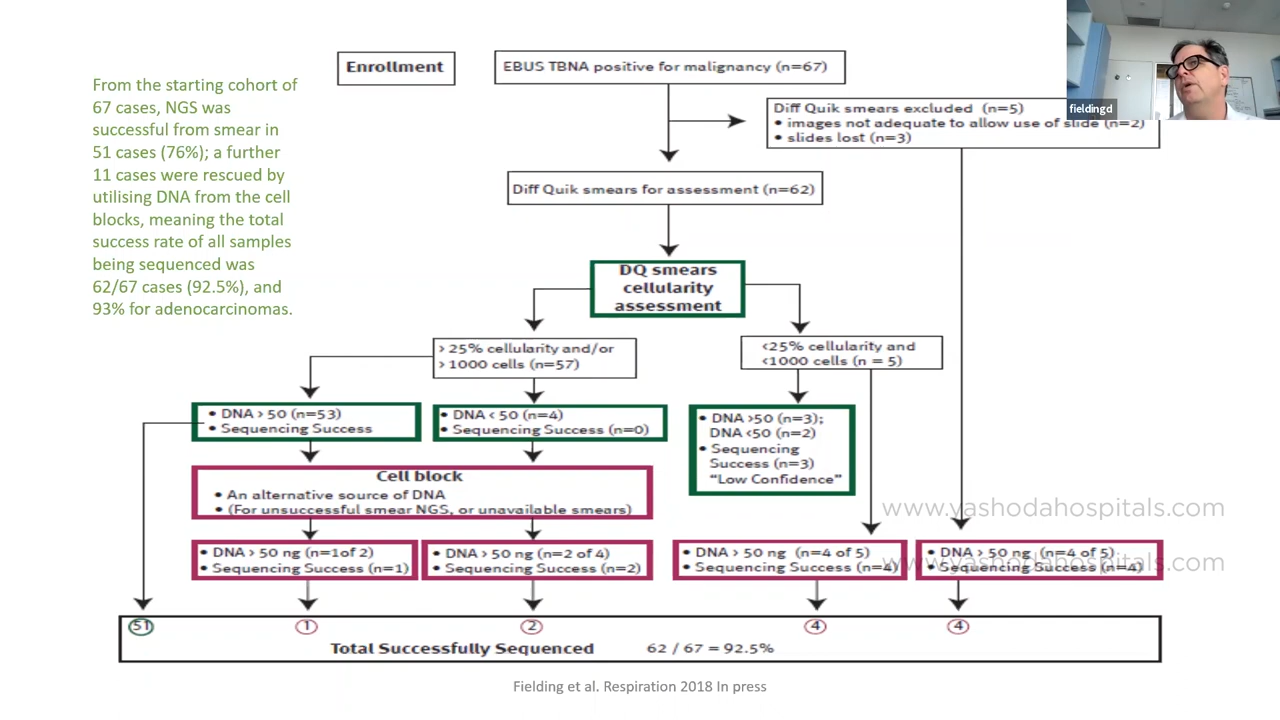 From the starting cohort of
67 cases, NGS was
successful from smear in
51 cases (76%); a further
11 cases were rescued by
utilising DNA from the cell
blocks, meaning the total
success rate of all samples
being sequenced was
62/67 cases (92.5%), and
93% for adenocarcinomas.
Enrollment
EBUS TBNA positive for malignancy (n=67)
fieldingd
Diff Quik smears excluded (n=5)
• images not adequate to allow use of slide (n=2)
• slides lost (n=3)
Diff Quik smears for assessment (n=62)
DQ smears
cellularity
assessment
> 25% cellularity and/or
> 1000 cells (n=57)
<25% cellularity and
<1000 cells (n = 5)
• DNA > 50 (n=53)
• Sequencing Success
• DNA < 50 (n=4)
• Sequencing Success (n=0)
• DNA >50 (n=3);
DNA <50 (n=2)
• Sequencing
Success (n=3)
“Low Confidence”
Cell block
• An alternative source of DNA
• (For unsuccessful smear NGS, or unavailable smears)
www.yashodahospitals.com
• DNA > 50 ng (n=1of 2)
• Sequencing Success (n=1)
• DNA > 50 ng (n=2 of 4)
• Sequencing Success (n=2)
• DNA > 50 ng (n=4 of 5)
• Sequencing Success (n=4)
• DNA > 50 ng (n=4 of 5)
• Sequencing Success (n=4)
www.yashodahospitals.com
51
1
2
4
4
Total Successfully Sequenced 62 / 67 = 92.5%
Fielding et al. Respiration 2018 In press